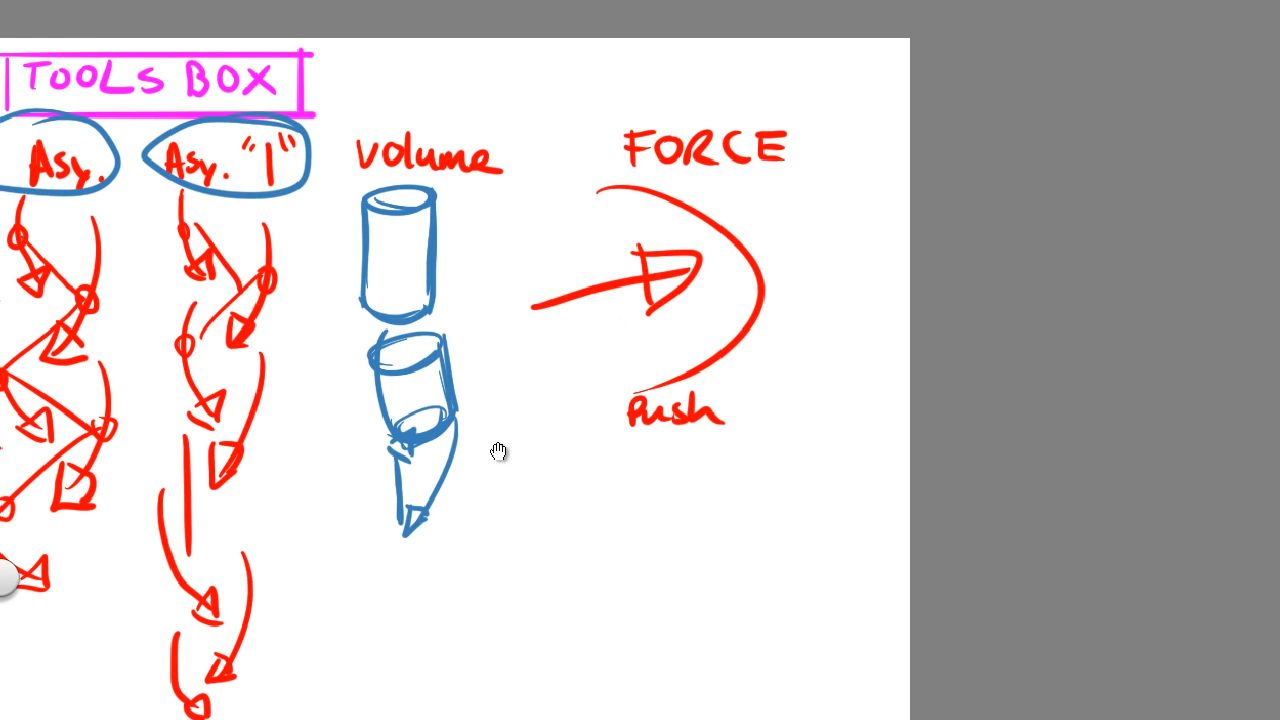 TOOLS BOX
Asy.
Asy. "I"
Volume
FORCE
Push